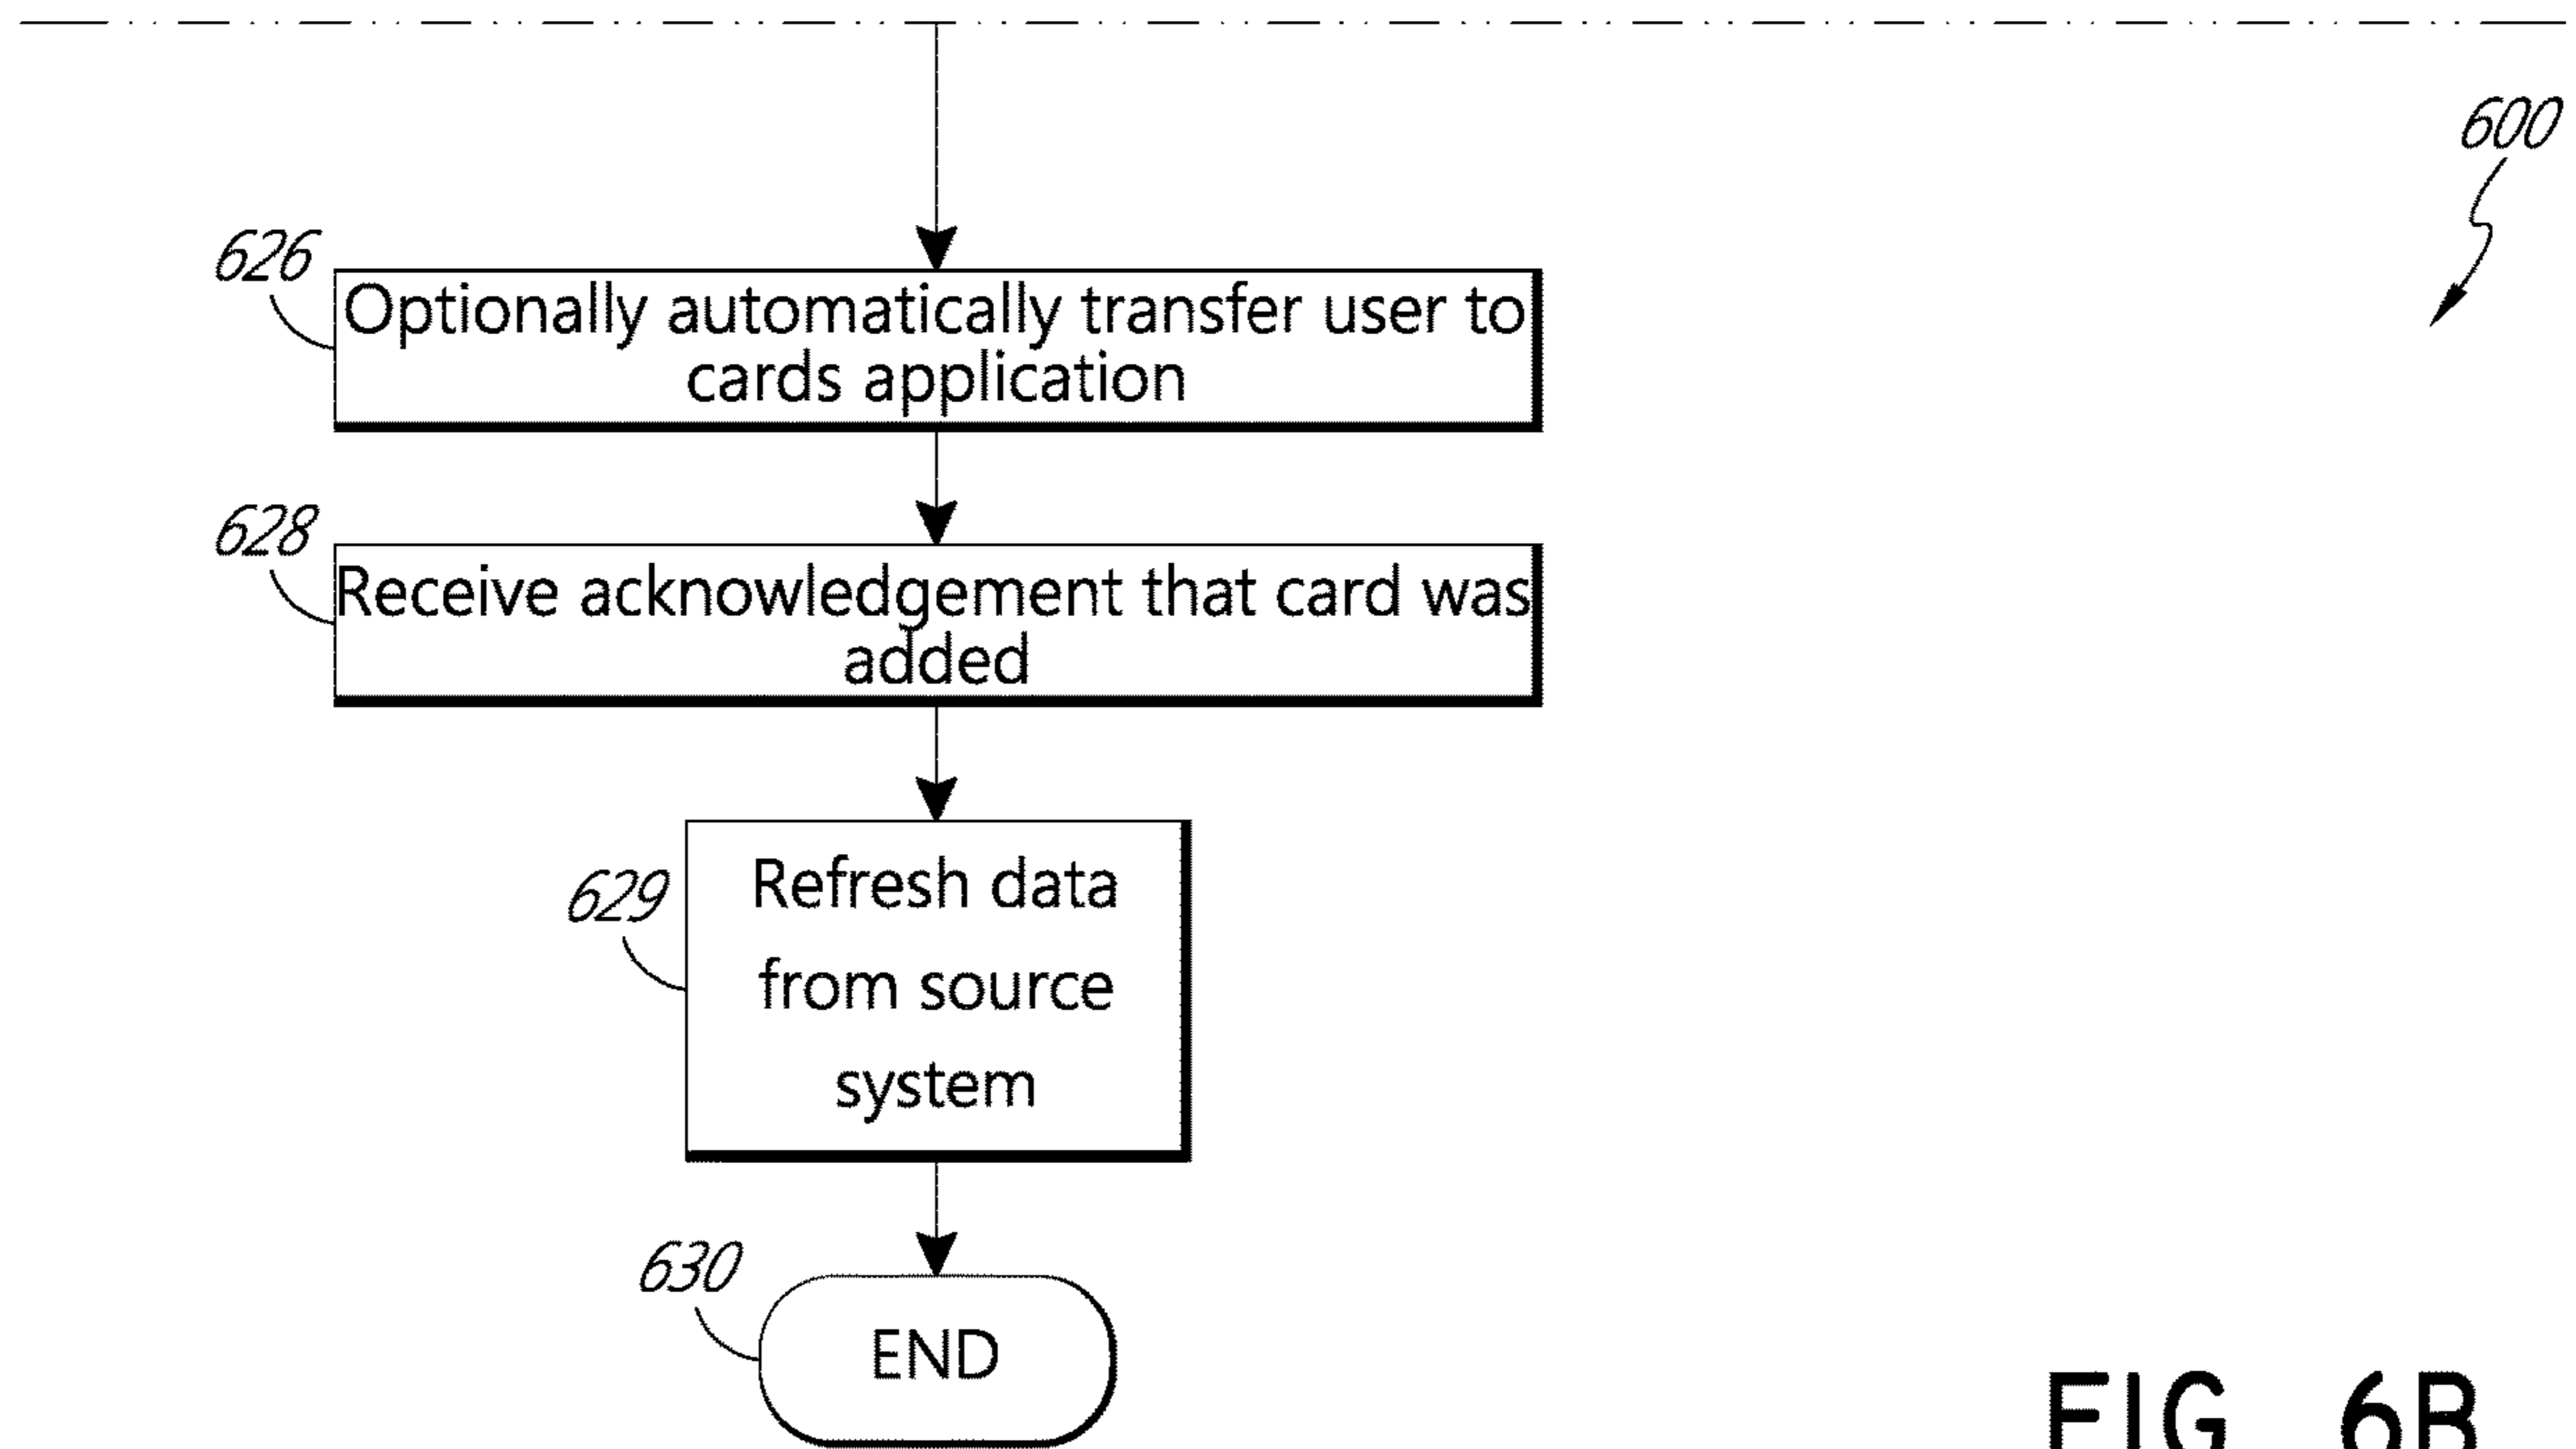 600
626
Optionally automatically transfer user to
cards application
628
Receive acknowledgement that card was
added
629
Refresh data
from source
system
630
END
FIG 6B